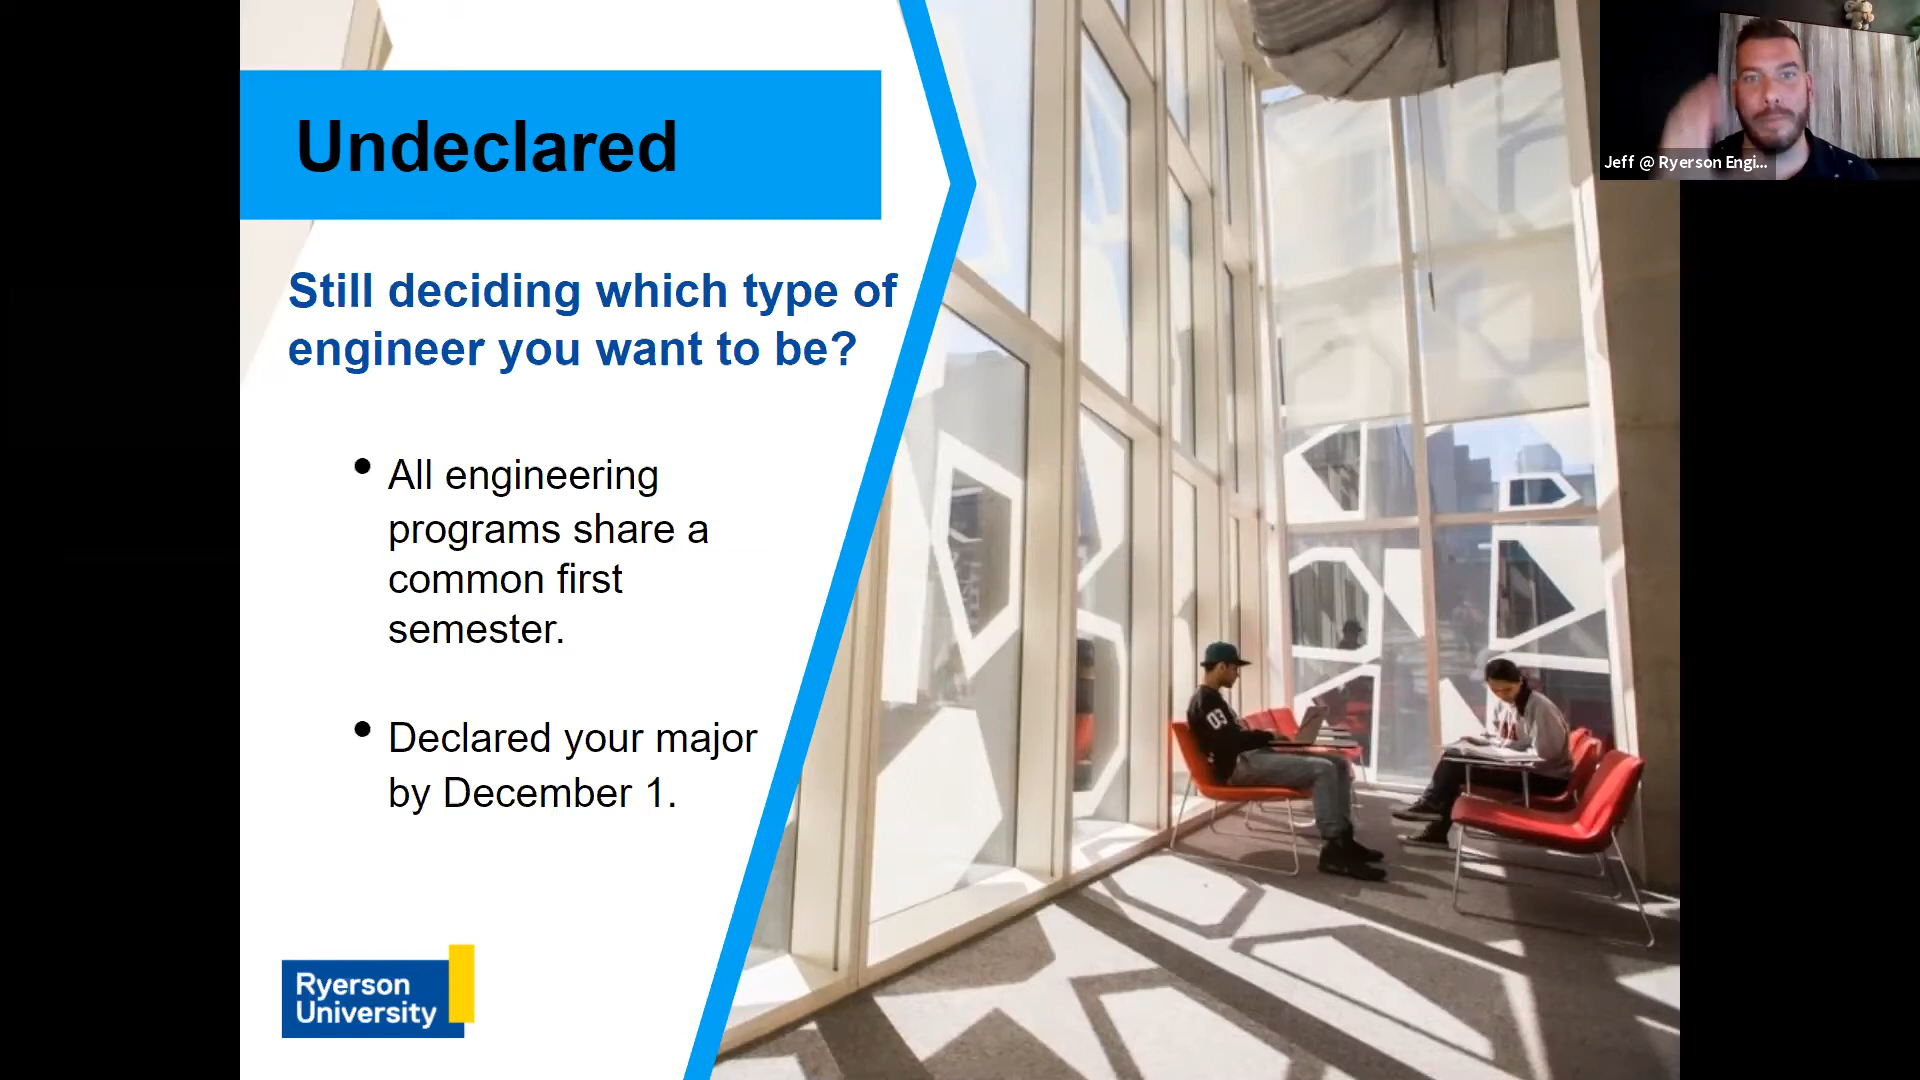 Undeclared
Still deciding which type of
engineer you want to be?
• All engineering
programs share a
common first
semester.
• Declared your major
by December 1.
Ryerson
University
Jeff @ Ryerson Engi...
03